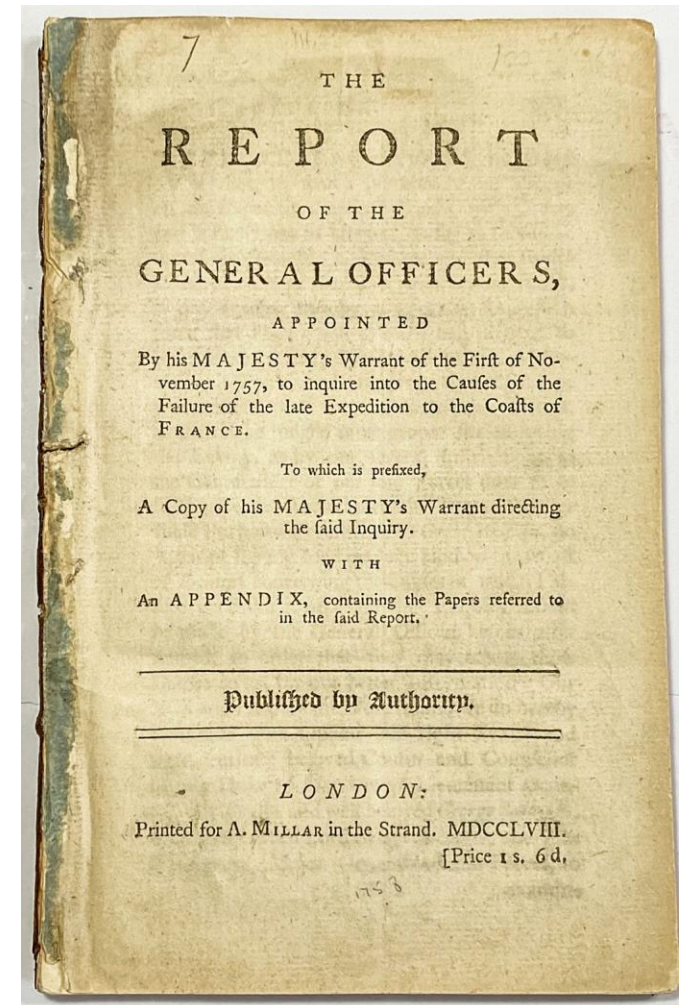 7
THE
REPORT
OF THE
GENERAL OFFICERS,
APPOINTED
By his MAJESTY's Warrant of the Firſt of No-
vember 1757, to inquire into the Cauſes of the
Failure of the late Expedition to the Coaſts of
FRANCE.
To which is prefixed,
A Copy of his MAJESTY's Warrant directing
the ſaid Inquiry.
WITH
An APPENDIX, containing the Papers referred to
in the ſaid Report.
Publiſhed by Authority.
LONDON:
Printed for A. MILLAR in the Strand. MDCCLVIII.
[Price 1 s. 6 d.
1758